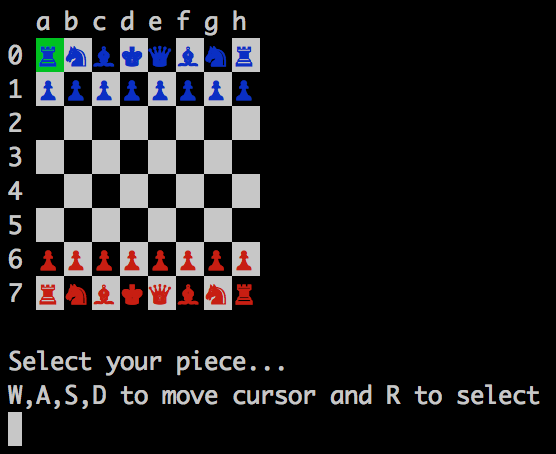 a b c d e f g h
0 ♜♞♝♚♛♝♞♜
1 ♟♟♟♟♟♟♟♟
2
3
4
5
6 ♟♟♟♟♟♟♟♟
7 ♜♞♝♚♛♝♞♜
Select your piece...
W,A,S,D to move cursor and R to select